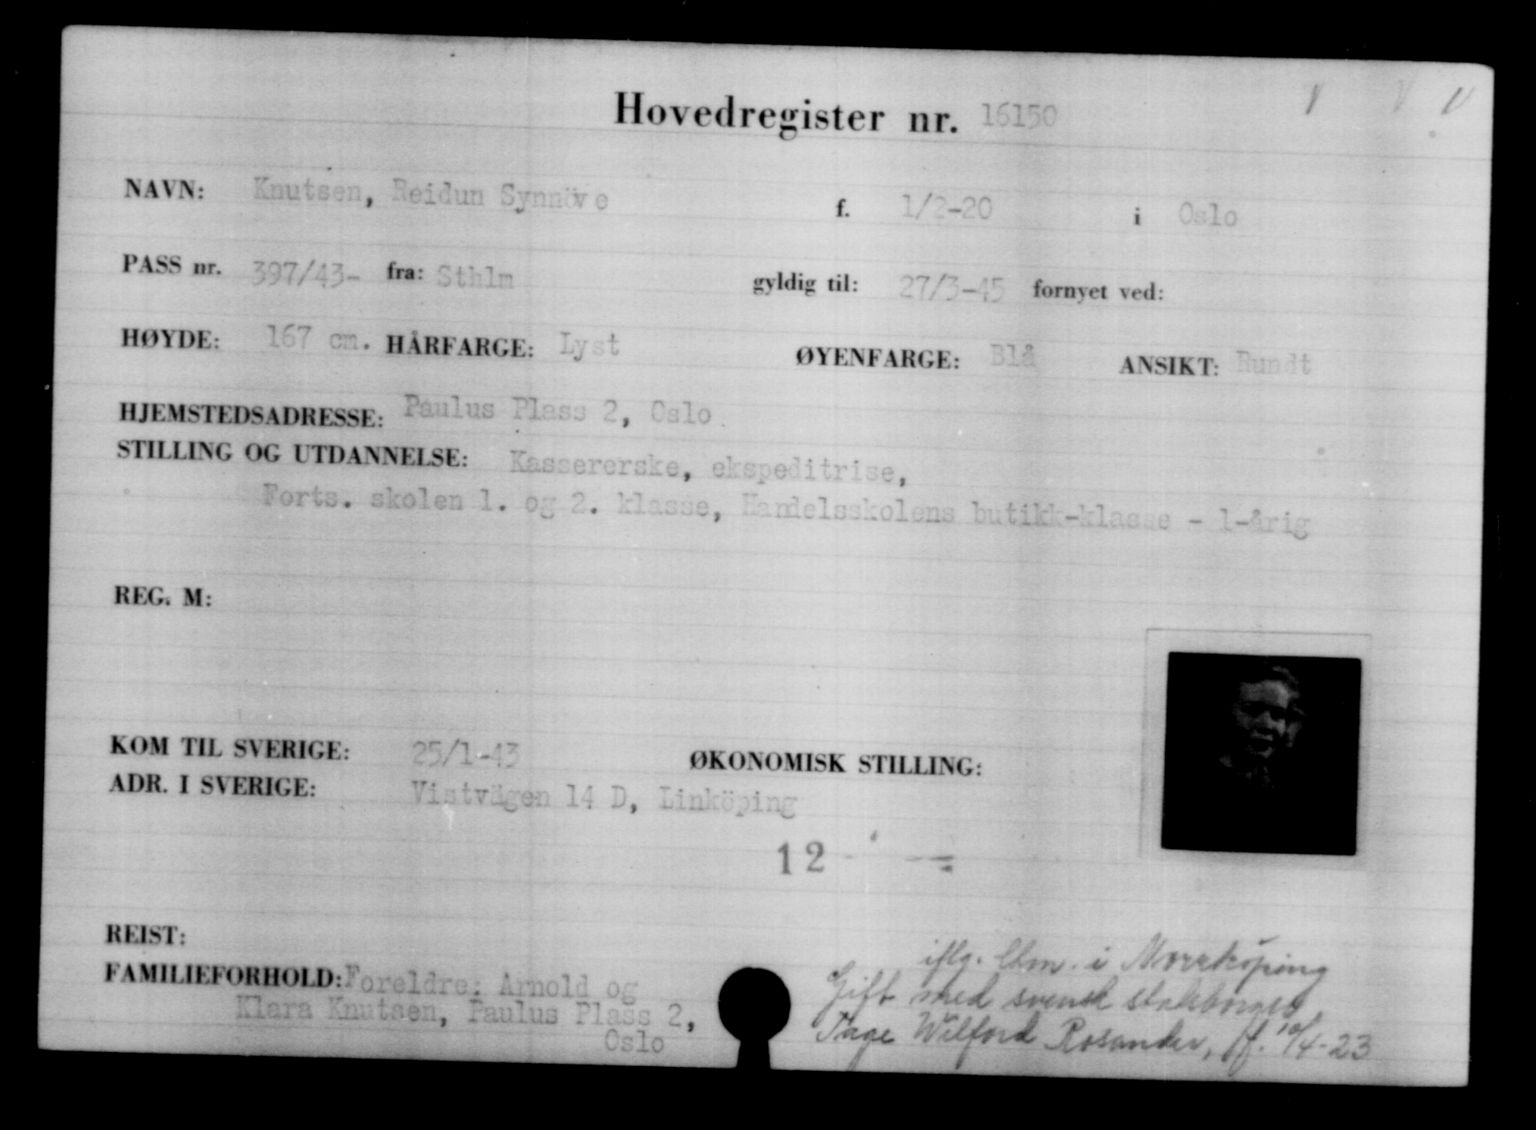 Hovedregister nr. 16150
NAVN: Knutsen, Reidun Synnöve f. 1/2-20 i Oslo
PASS nr. 397/43- fra: Sthlm gyldig til: 27/3-45 fornyet ved:
HØYDE: 167 cm. HÅRFARGE: Lyst ØYENFARGE: Blå ANSIKT: Rundt
HJEMSTEDSADRESSE: Paulus Plass 2, Oslo
STILLING OG UTDANNELSE: Kassererske, ekspeditrise,
Forts. skolen 1. og 2. klasse, Handelsskolens butikk-klasse - 1-årig
REG. M:
KOM TIL SVERIGE: 25/1-43 ØKONOMISK STILLING:
ADR. I SVERIGE: Vistvägen 14 D, Linköping
12
REIST:
FAMILIEFORHOLD: Foreldre: Arnold og
Klara Knutsen, Paulus Plass 2,
Oslo
iflg. i Norrköping
Gift med svensk statsborger
Tage Wilford Rosander, f. 10/4-23